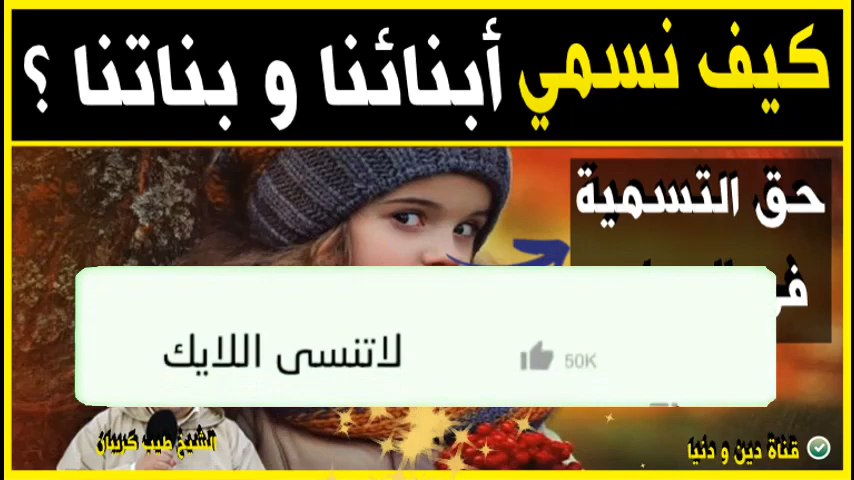 كيف نسمي أبنائنا و بناتنا ؟
حق التسمية
لاتنسى اللايك
50K
الشيخ طيب كريبان
قناة دين و دنيا